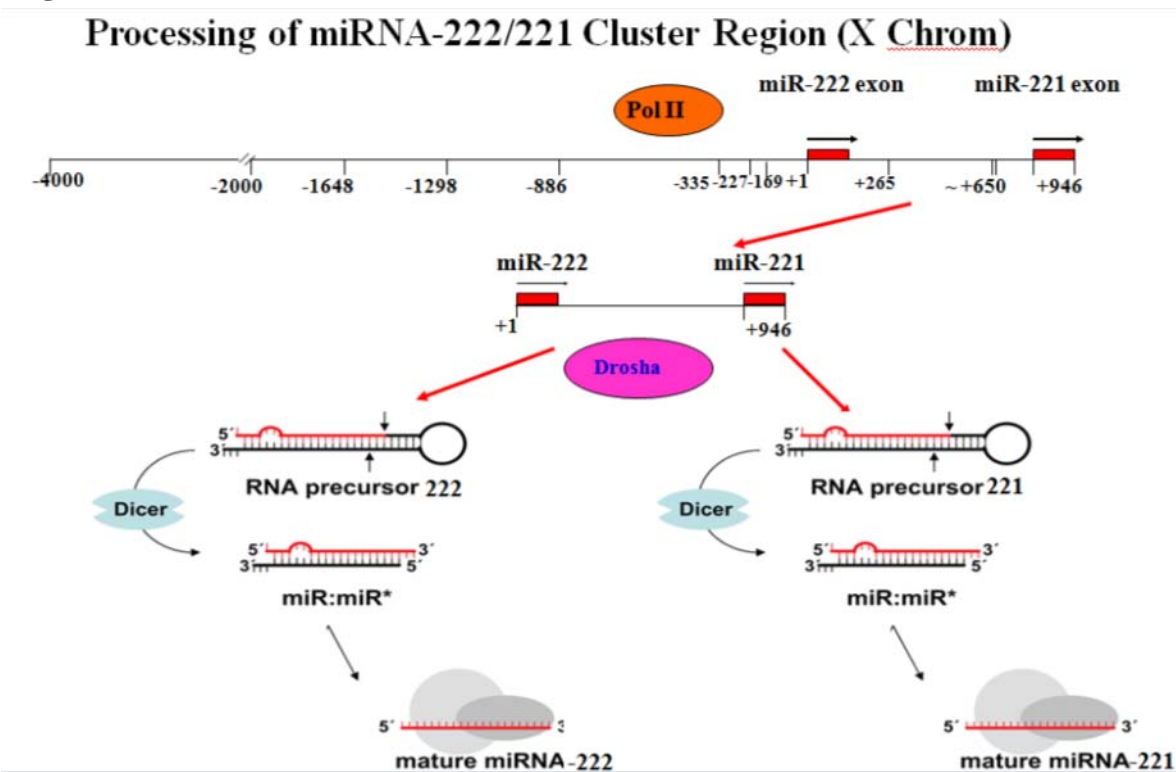 Processing of miRNA-222/221 Cluster Region (X Chrom)
miR-222 exon miR-221 exon
Pol II
-4000 -2000 -1648 -1298 -886 -335 -227 -169 +1 +265 ~+650 +946
miR-222 miR-221
+1 +946
Drosha
5´ 5´
3´ 3´
RNA precursor 222 RNA precursor 221
Dicer Dicer
5´ 3´ 5´ 3´
3´ 5´ 3´ 5´
miR:miR* miR:miR*
5´ 3 5´ 3´
mature miRNA-222 mature miRNA-221